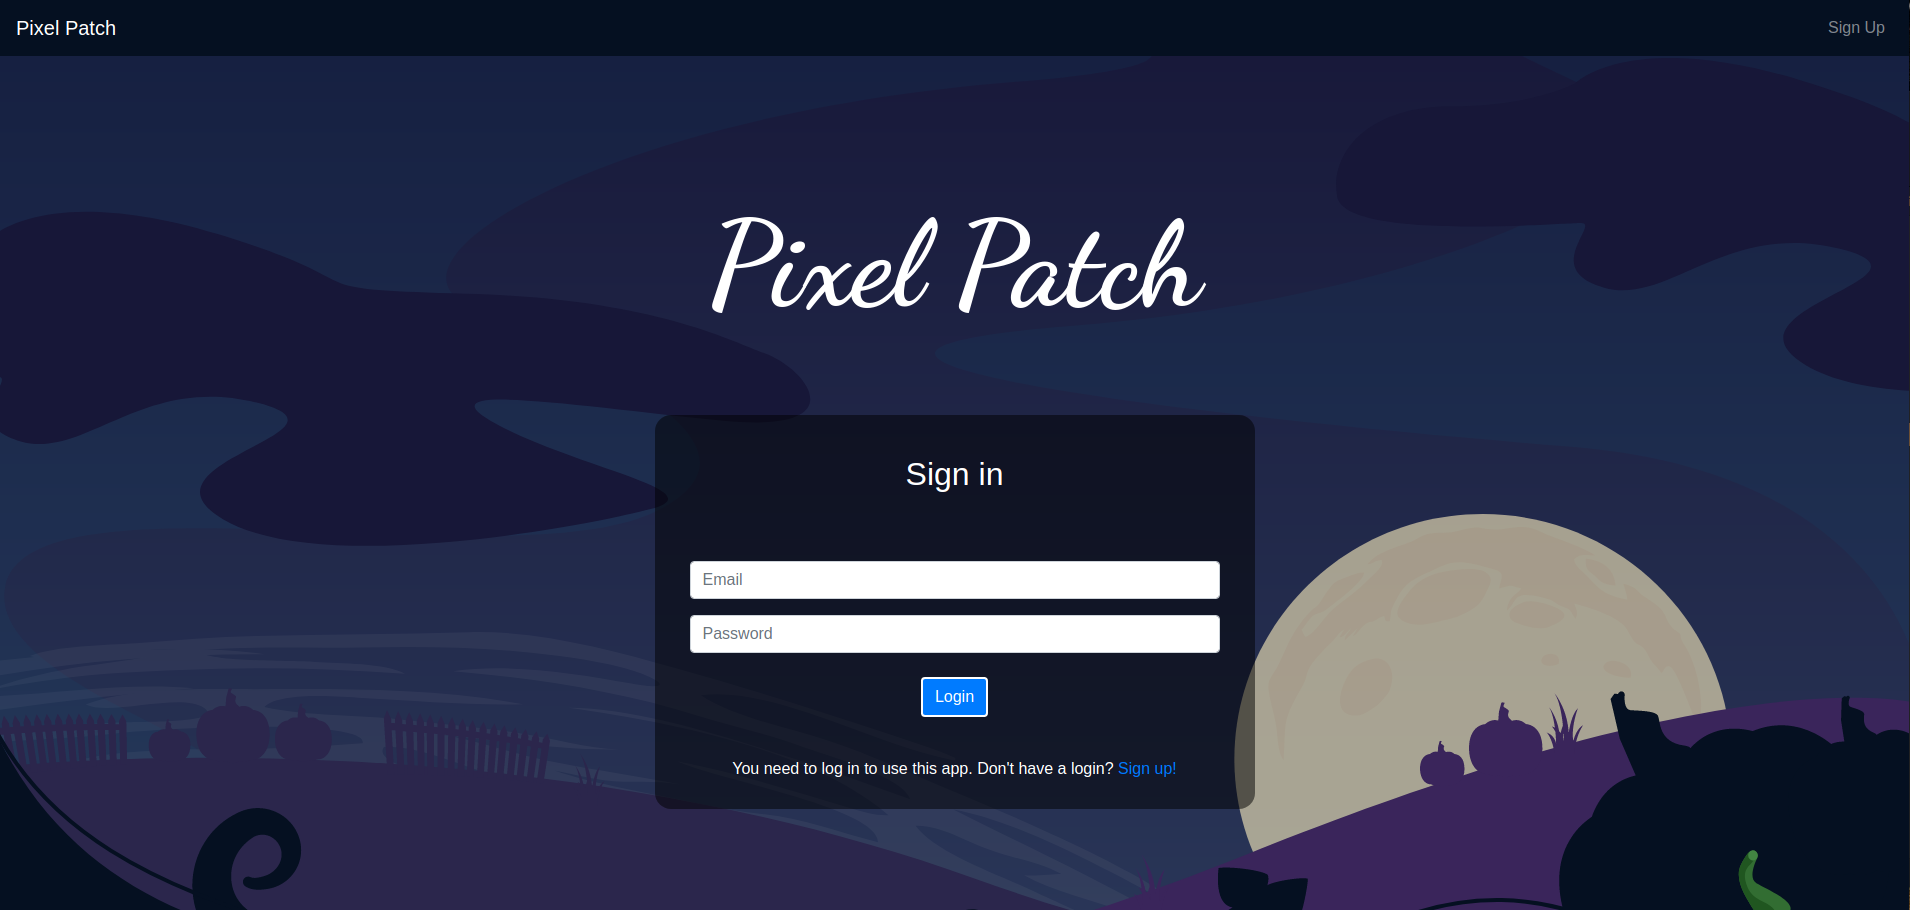 Pixel Patch
Sign Up
Pixel Patch
Sign in
Email
Password
Login
You need to log in to use this app. Don't have a login? Sign up!